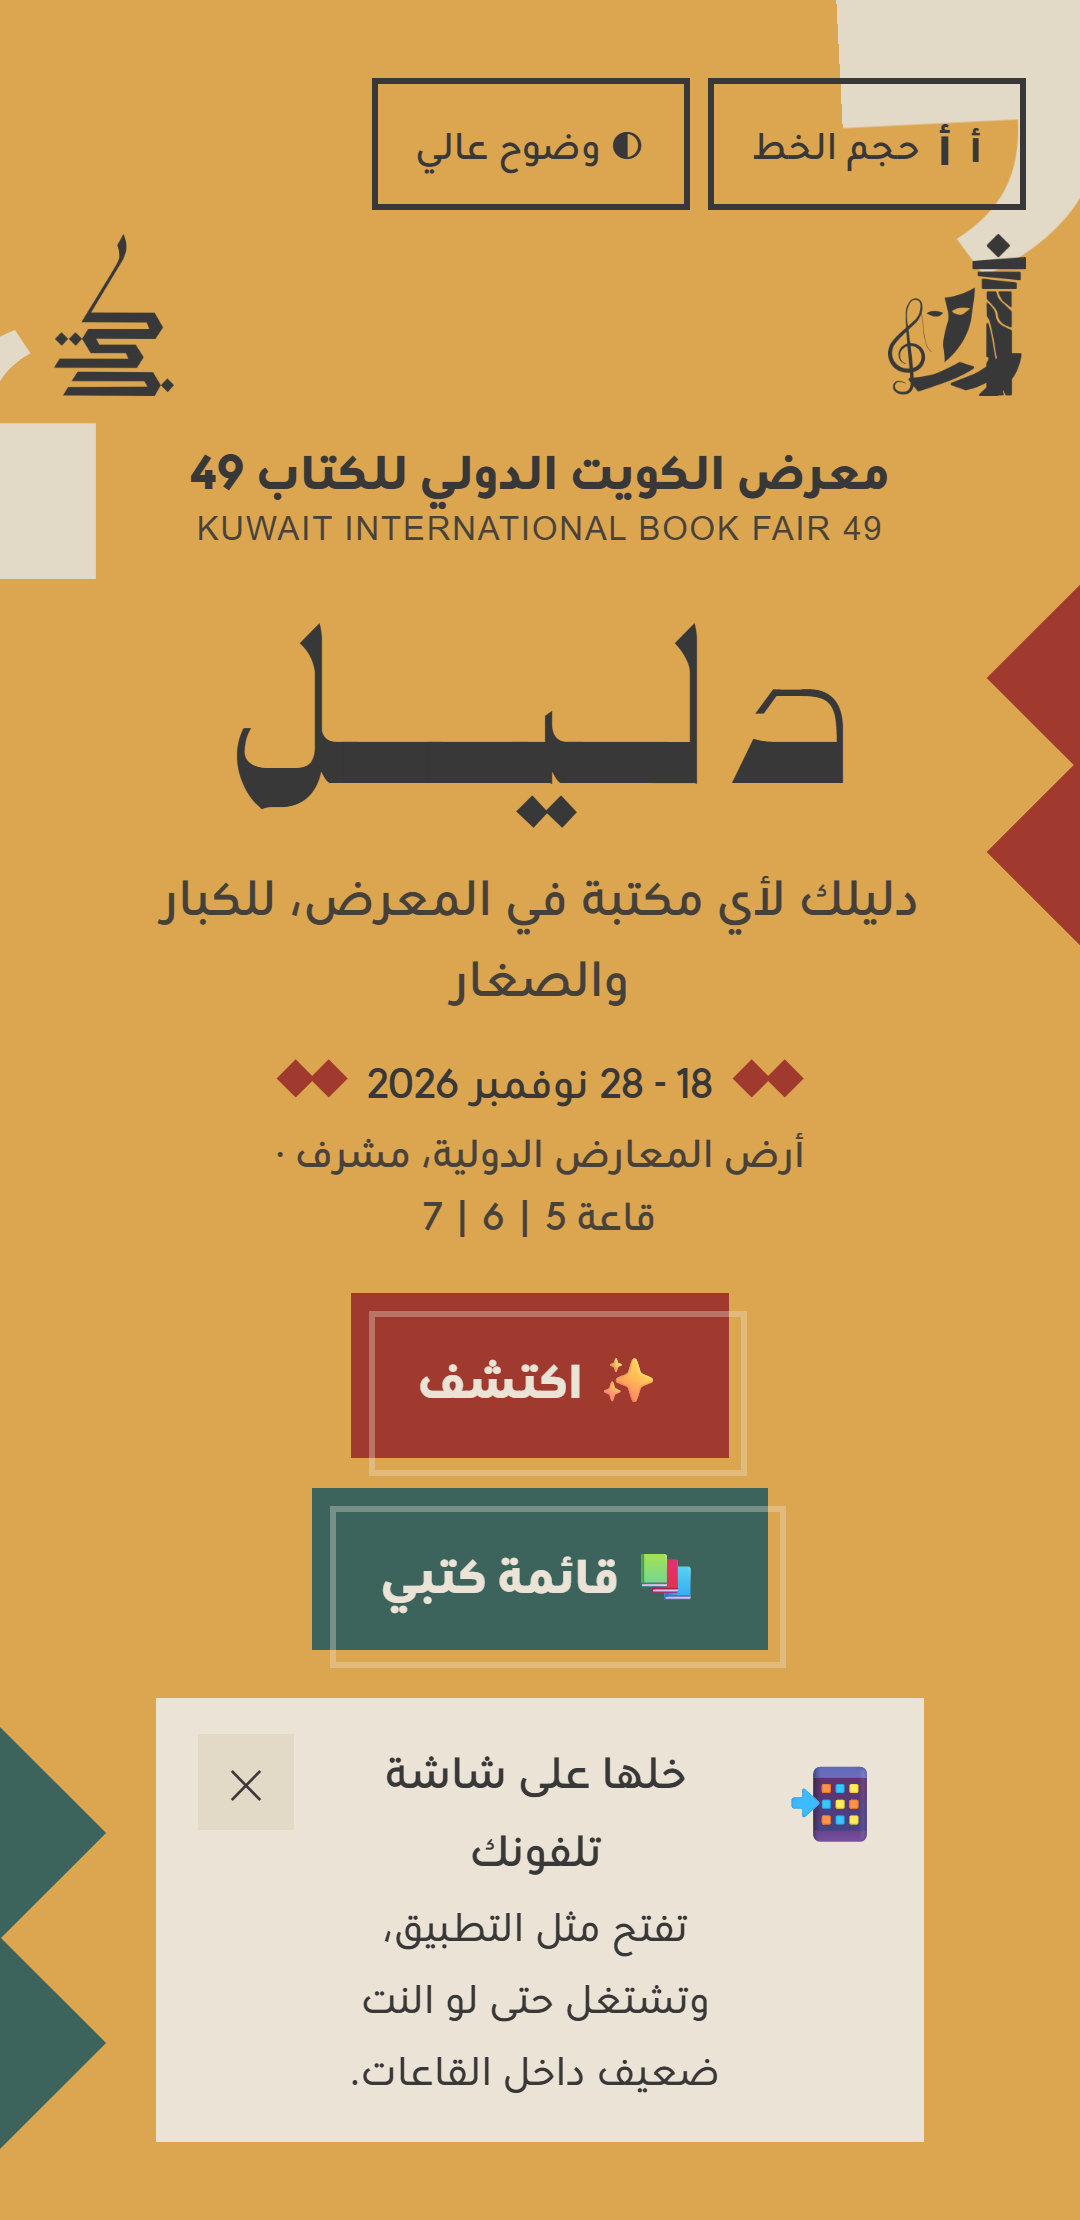 أ أ حجم الخط
وضوح عالي
معرض الكويت الدولي للكتاب 49
KUWAIT INTERNATIONAL BOOK FAIR 49
دليل
دليلك لأي مكتبة في المعرض، للكبار
والصغار
18 - 28 نوفمبر 2026
أرض المعارض الدولية، مشرف ·
قاعة 5 | 6 | 7
✨ اكتشف
📚 قائمة كتبي
خلها على شاشة
تلفونك
تفتح مثل التطبيق،
وتشتغل حتى لو النت
ضعيف داخل القاعات.